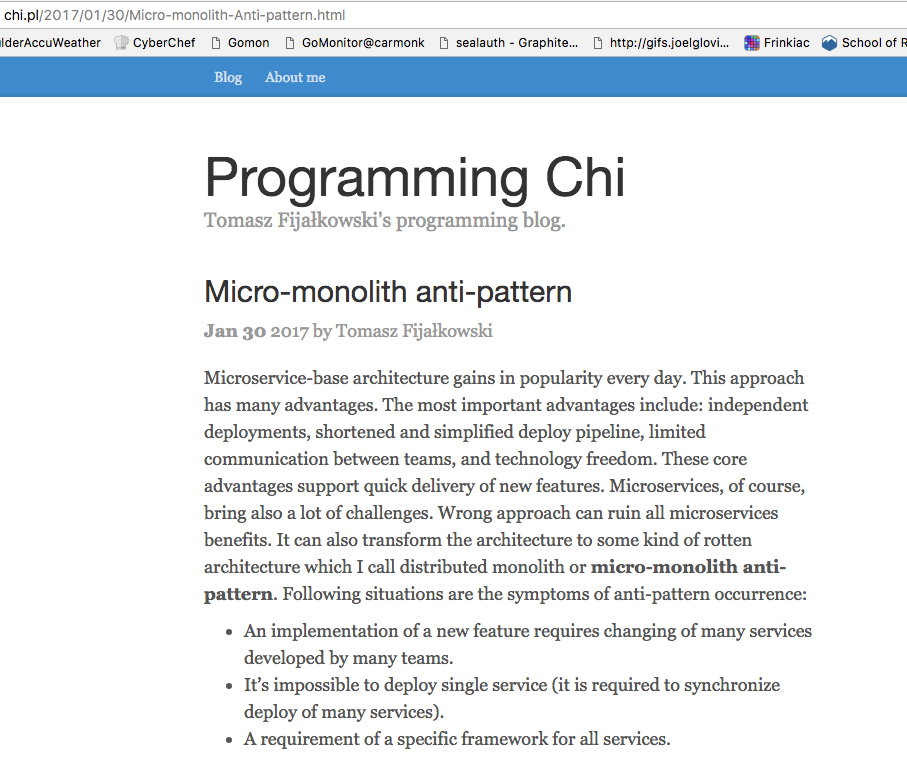 chi.pl/2017/01/30/Micro-monolith-Anti-pattern.html
ulderAccuWeather CyberChef Gomon GoMonitor@carmonk sealauth - Graphite... http://gifs.joelglovi... Frinkiac School of R
Blog About me
Programming Chi
Tomasz Fijałkowski's programming blog.
Micro-monolith anti-pattern
Jan 30 2017 by Tomasz Fijałkowski
Microservice-base architecture gains in popularity every day. This approach
has many advantages. The most important advantages include: independent
deployments, shortened and simplified deploy pipeline, limited
communication between teams, and technology freedom. These core
advantages support quick delivery of new features. Microservices, of course,
bring also a lot of challenges. Wrong approach can ruin all microservices
benefits. It can also transform the architecture to some kind of rotten
architecture which I call distributed monolith or micro-monolith anti-
pattern. Following situations are the symptoms of anti-pattern occurrence:
• An implementation of a new feature requires changing of many services
developed by many teams.
• It’s impossible to deploy single service (it is required to synchronize
deploy of many services).
• A requirement of a specific framework for all services.